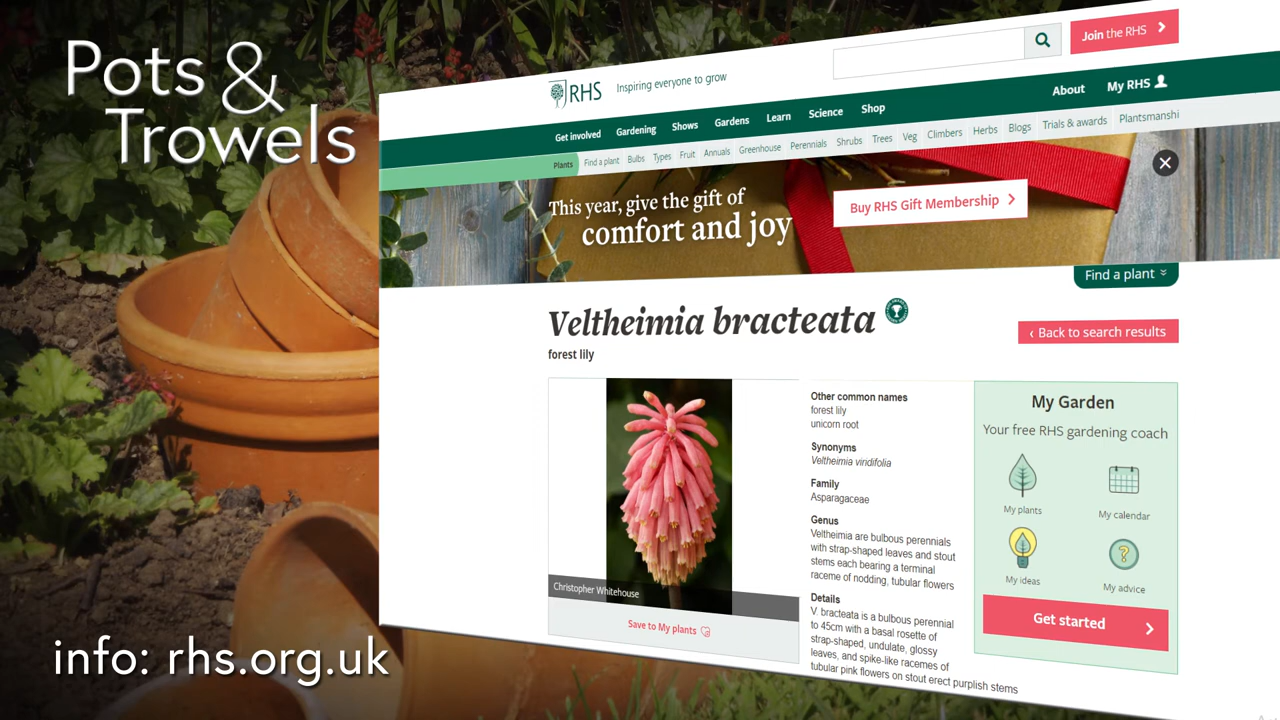 Pots &
Trowels
RHS
Inspiring everyone to grow
Join the RHS
Get involved Gardening Shows Gardens Learn Science Shop About My RHS
Plants Find a plant Bulbs Types Fruit Annuals Greenhouse Perennials Shrubs Trees Veg Climbers Herbs Blogs Trials & awards Plantsmanshi
This year, give the gift of
comfort and joy
Buy RHS Gift Membership
Find a plant
Veltheimia bracteata
forest lily
‹ Back to search results
Christopher Whitehouse
Save to My plants
Other common names
forest lily
unicorn root
Synonyms
Veltheimia viridifolia
Family
Asparagaceae
Genus
Veltheimia are bulbous perennials
with strap-shaped leaves and stout
stems each bearing a terminal
raceme of nodding, tubular flowers
Details
V. bracteata is a bulbous perennial
to 45cm with a basal rosette of
strap-shaped, undulate, glossy
leaves, and spike-like racemes of
tubular pink flowers on stout erect purplish stems
My Garden
Your free RHS gardening coach
My plants
My calendar
My ideas
My advice
Get started
info: rhs.org.uk